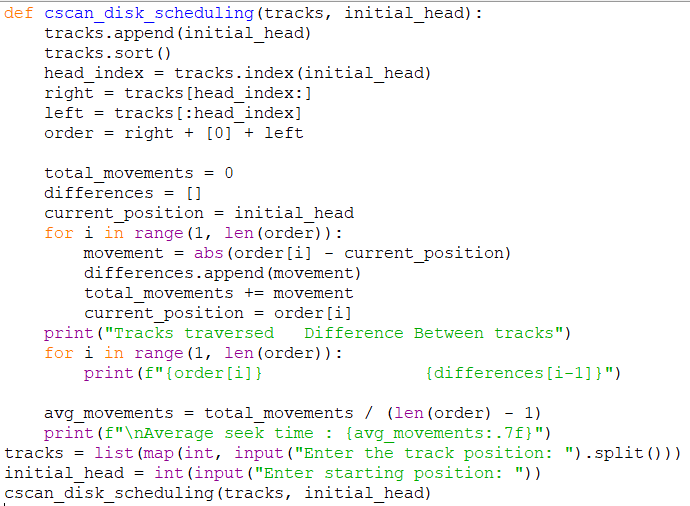 def cscan_disk_scheduling(tracks, initial_head):
    tracks.append(initial_head)
    tracks.sort()
    head_index = tracks.index(initial_head)
    right = tracks[head_index:]
    left = tracks[:head_index]
    order = right + [0] + left

    total_movements = 0
    differences = []
    current_position = initial_head
    for i in range(1, len(order)):
        movement = abs(order[i] - current_position)
        differences.append(movement)
        total_movements += movement
        current_position = order[i]
    print("Tracks traversed   Difference Between tracks")
    for i in range(1, len(order)):
        print(f"{order[i]}                {differences[i-1]}")

    avg_movements = total_movements / (len(order) - 1)
    print(f"\nAverage seek time : {avg_movements:.7f}")
tracks = list(map(int, input("Enter the track position: ").split()))
initial_head = int(input("Enter starting position: "))
cscan_disk_scheduling(tracks, initial_head)